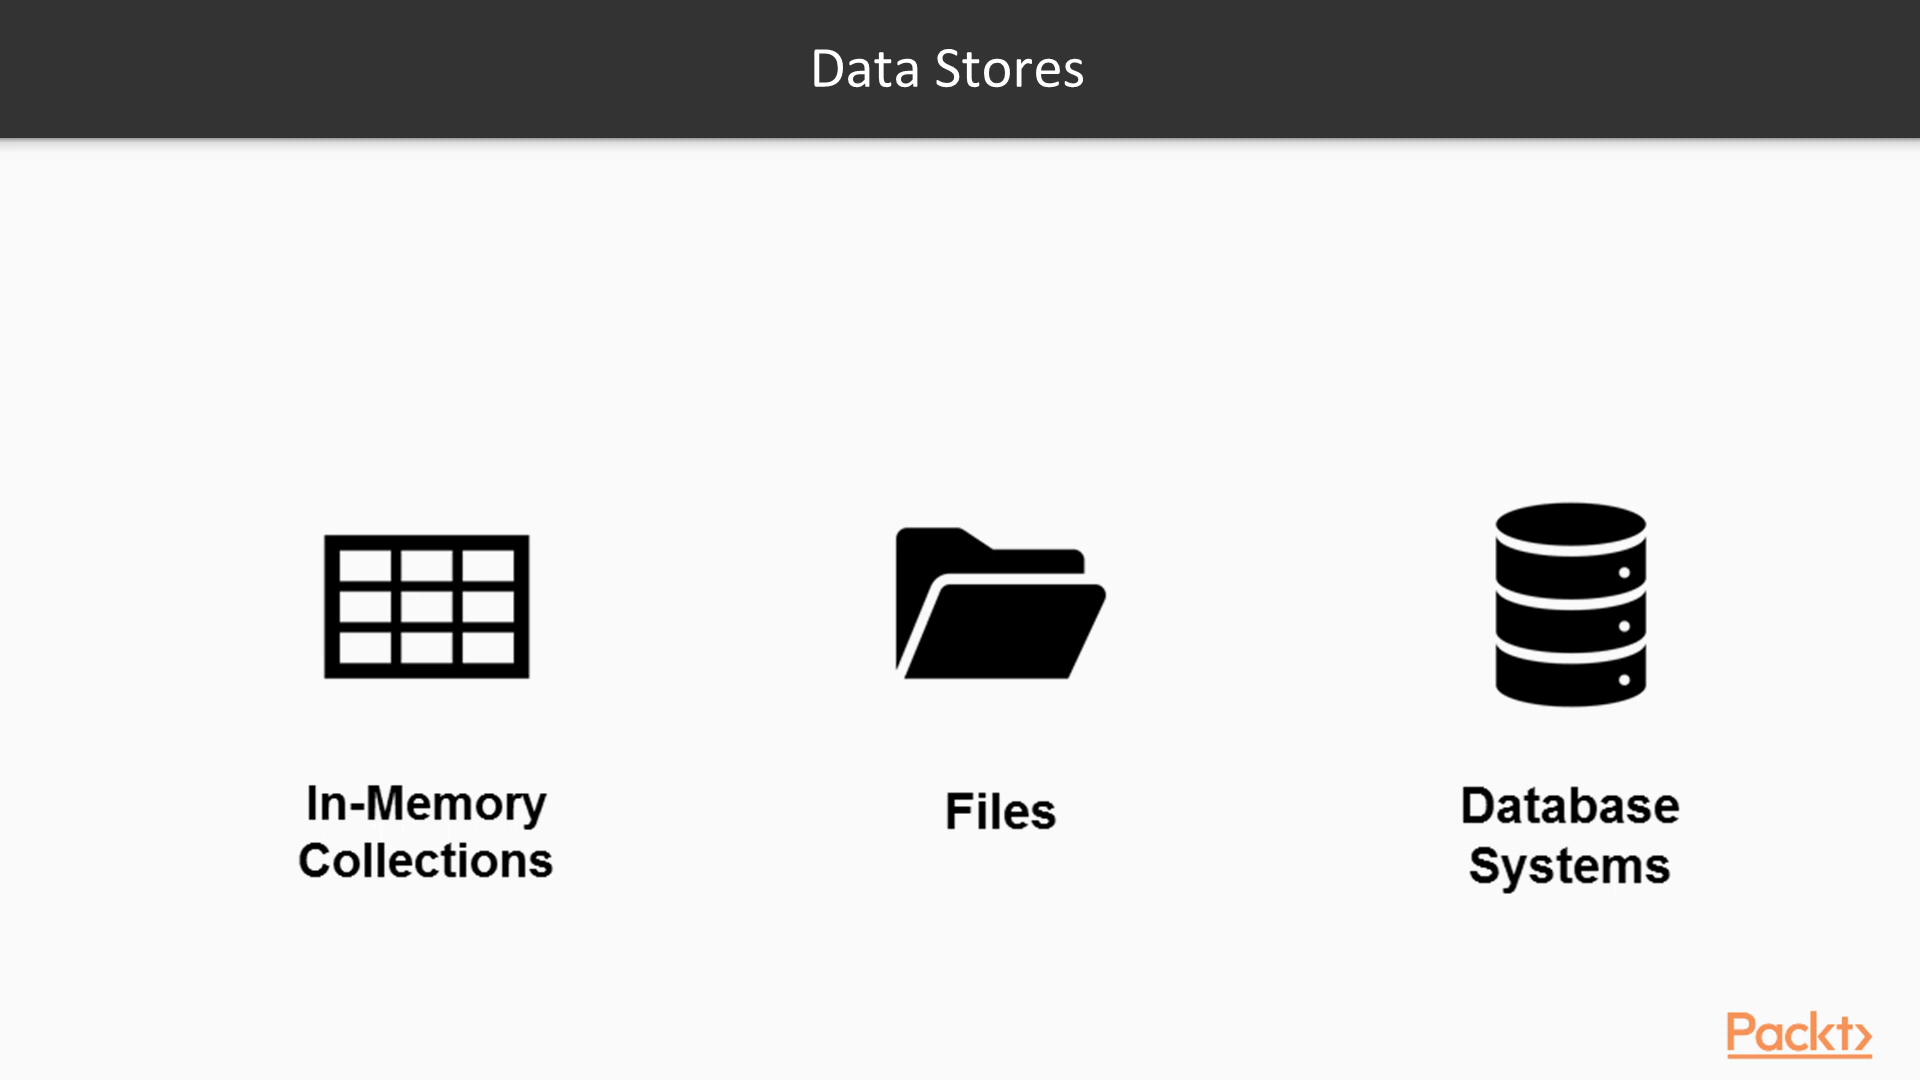 Data Stores
In-Memory
Collections
Files
Database
Systems
Packt